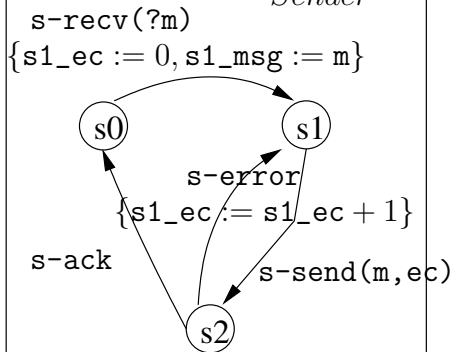 Sender
s-recv(?m)
{s1_ec := 0, s1_msg := m}
s0
s1
s-error
{s1_ec := s1_ec + 1}
s-ack
s-send(m,ec)
s2